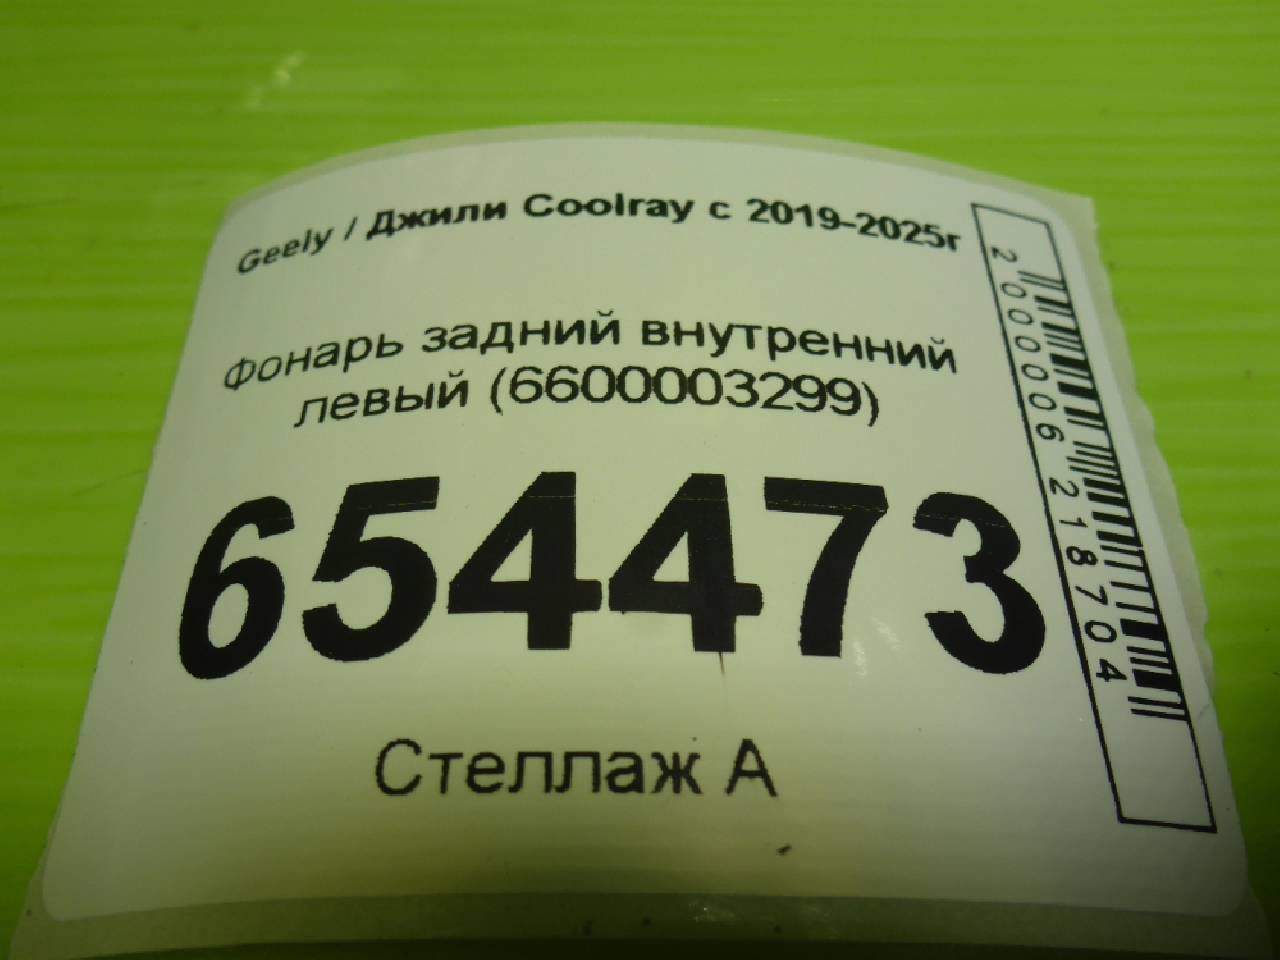 Geely / Джили Coolray с 2019-2025г
Фонарь задний внутренний
левый (6600003299)
654473
Стеллаж А
2000006218704